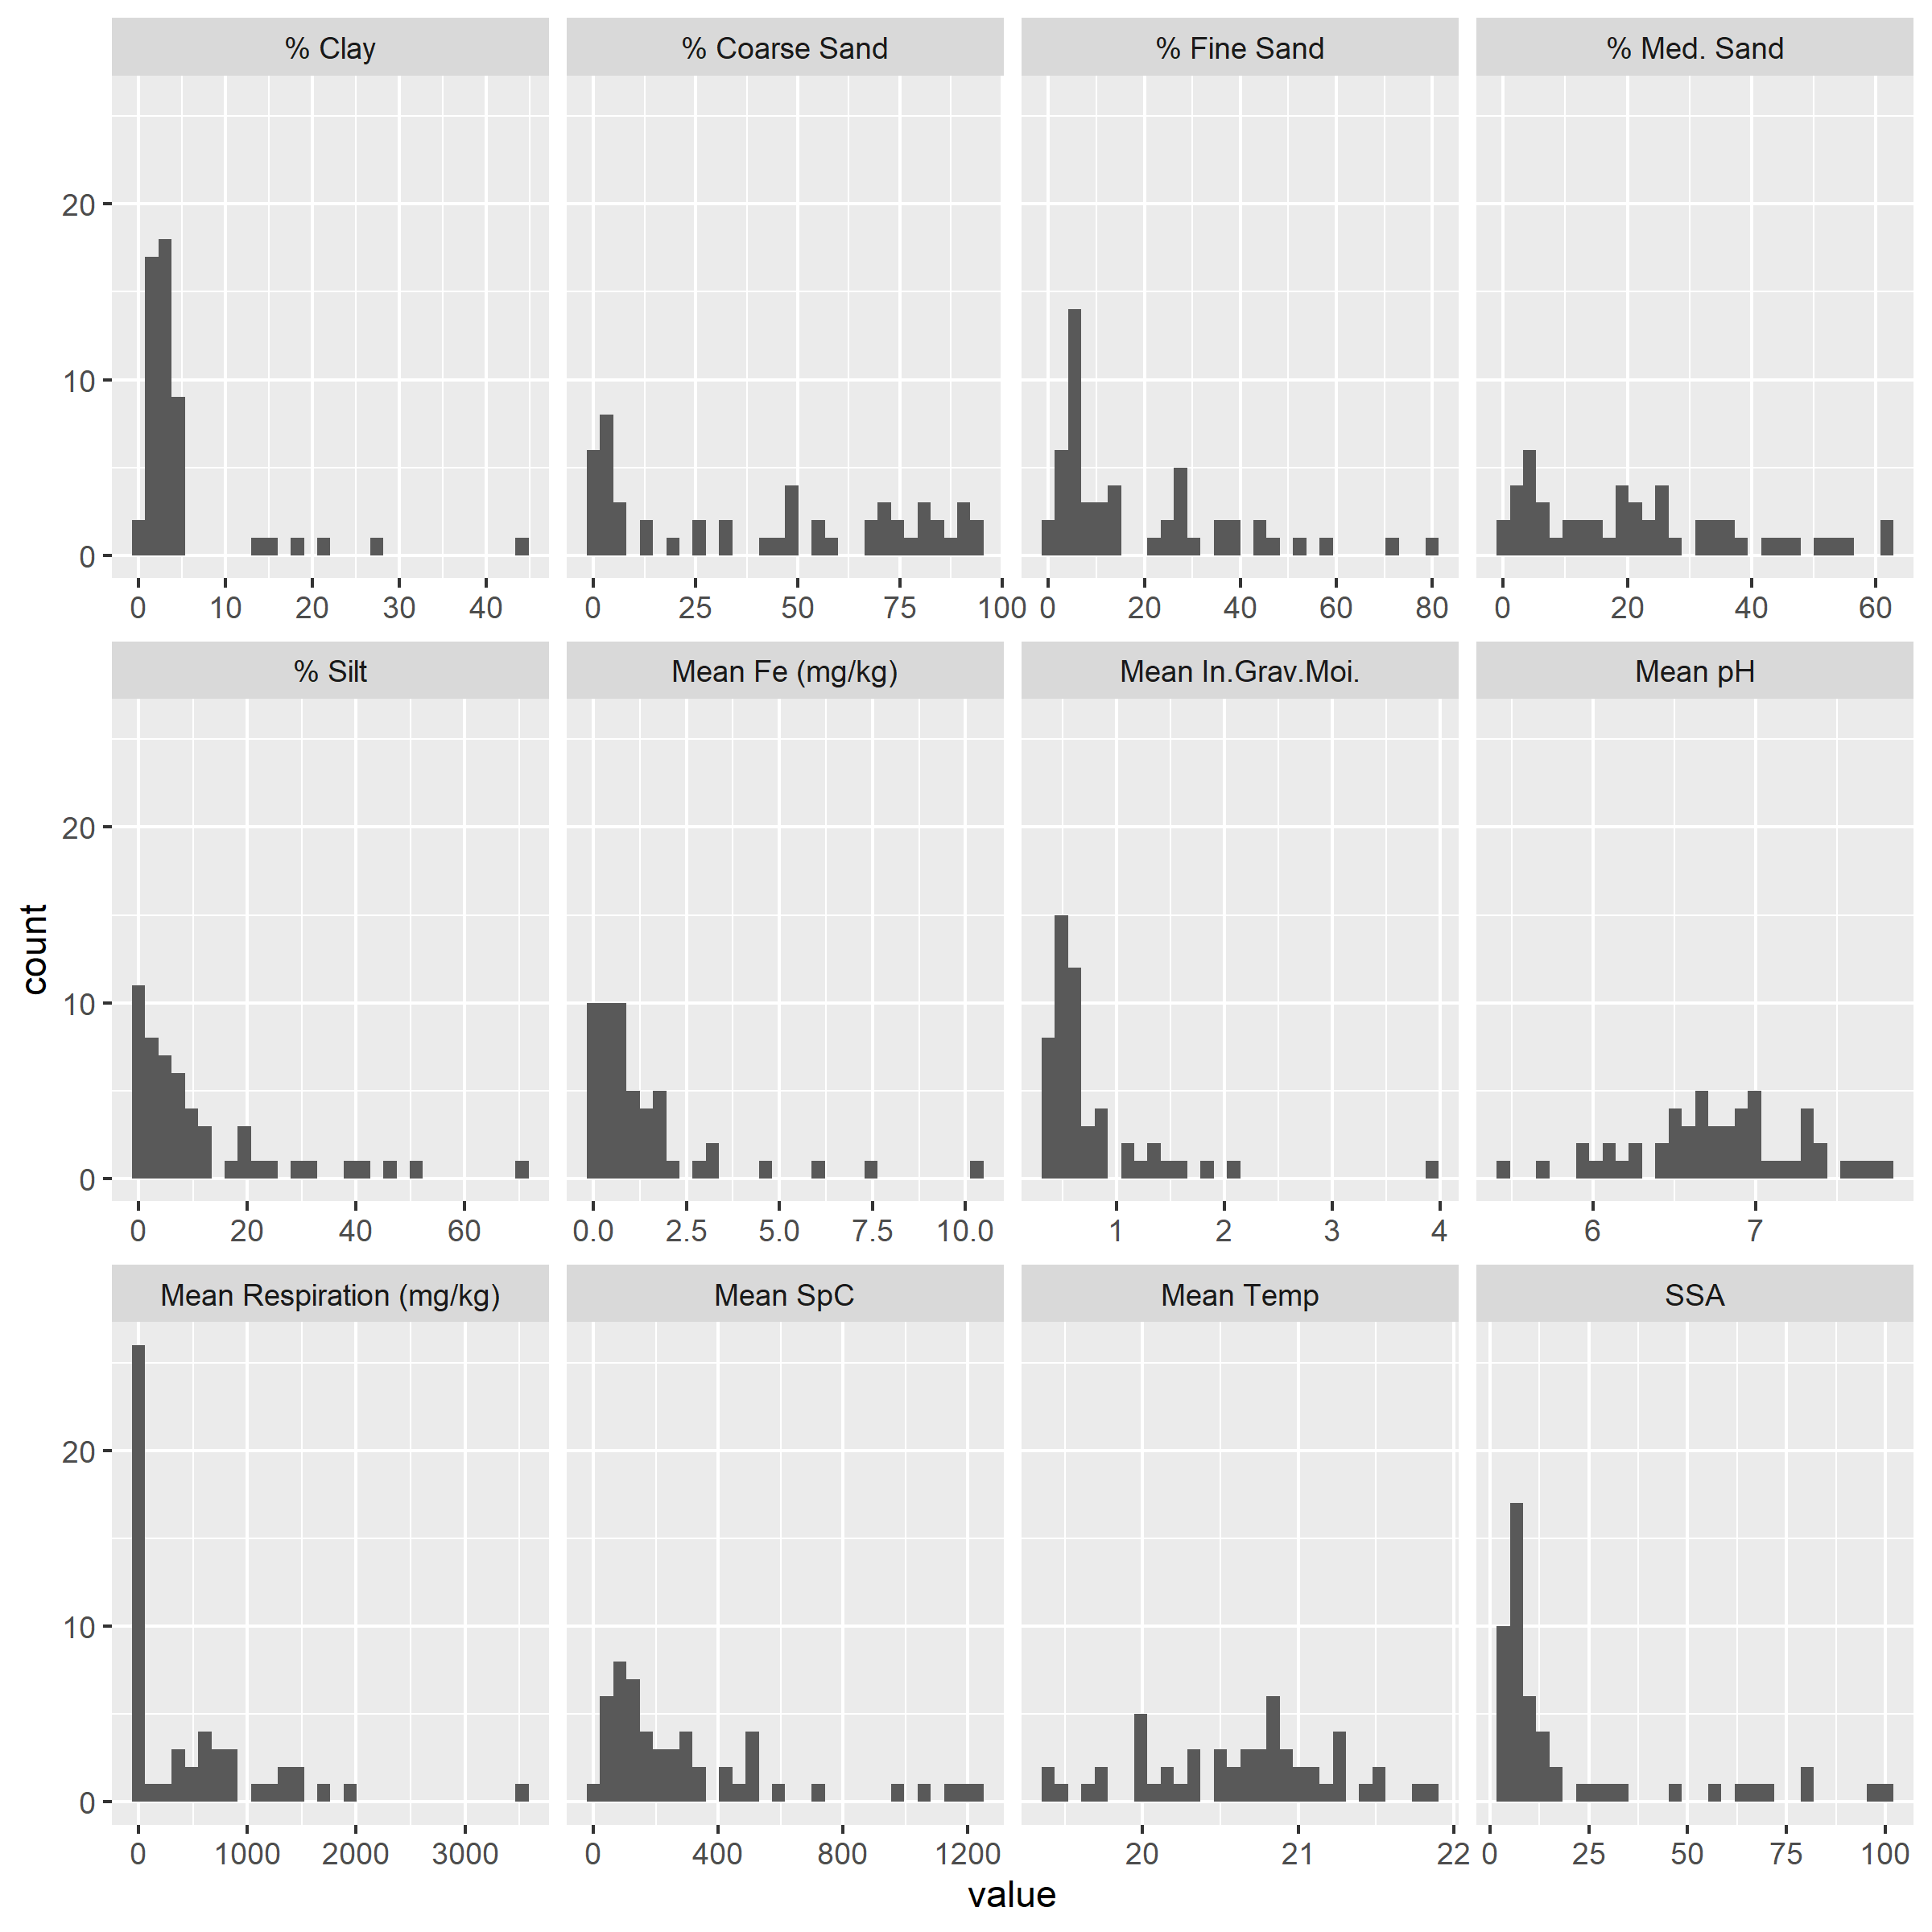 % Clay % Coarse Sand % Fine Sand % Med. Sand
20
10
0
0 10 20 30 40 0 25 50 75 100 0 20 40 60 80 0 20 40 60
% Silt Mean Fe (mg/kg) Mean In.Grav.Moi. Mean pH
20
count
10
0
0 20 40 60 0.0 2.5 5.0 7.5 10.0 1 2 3 4 6 7
Mean Respiration (mg/kg) Mean SpC Mean Temp SSA
20
10
0
0 1000 2000 3000 0 400 800 1200 20 21 22 0 25 50 75 100
value